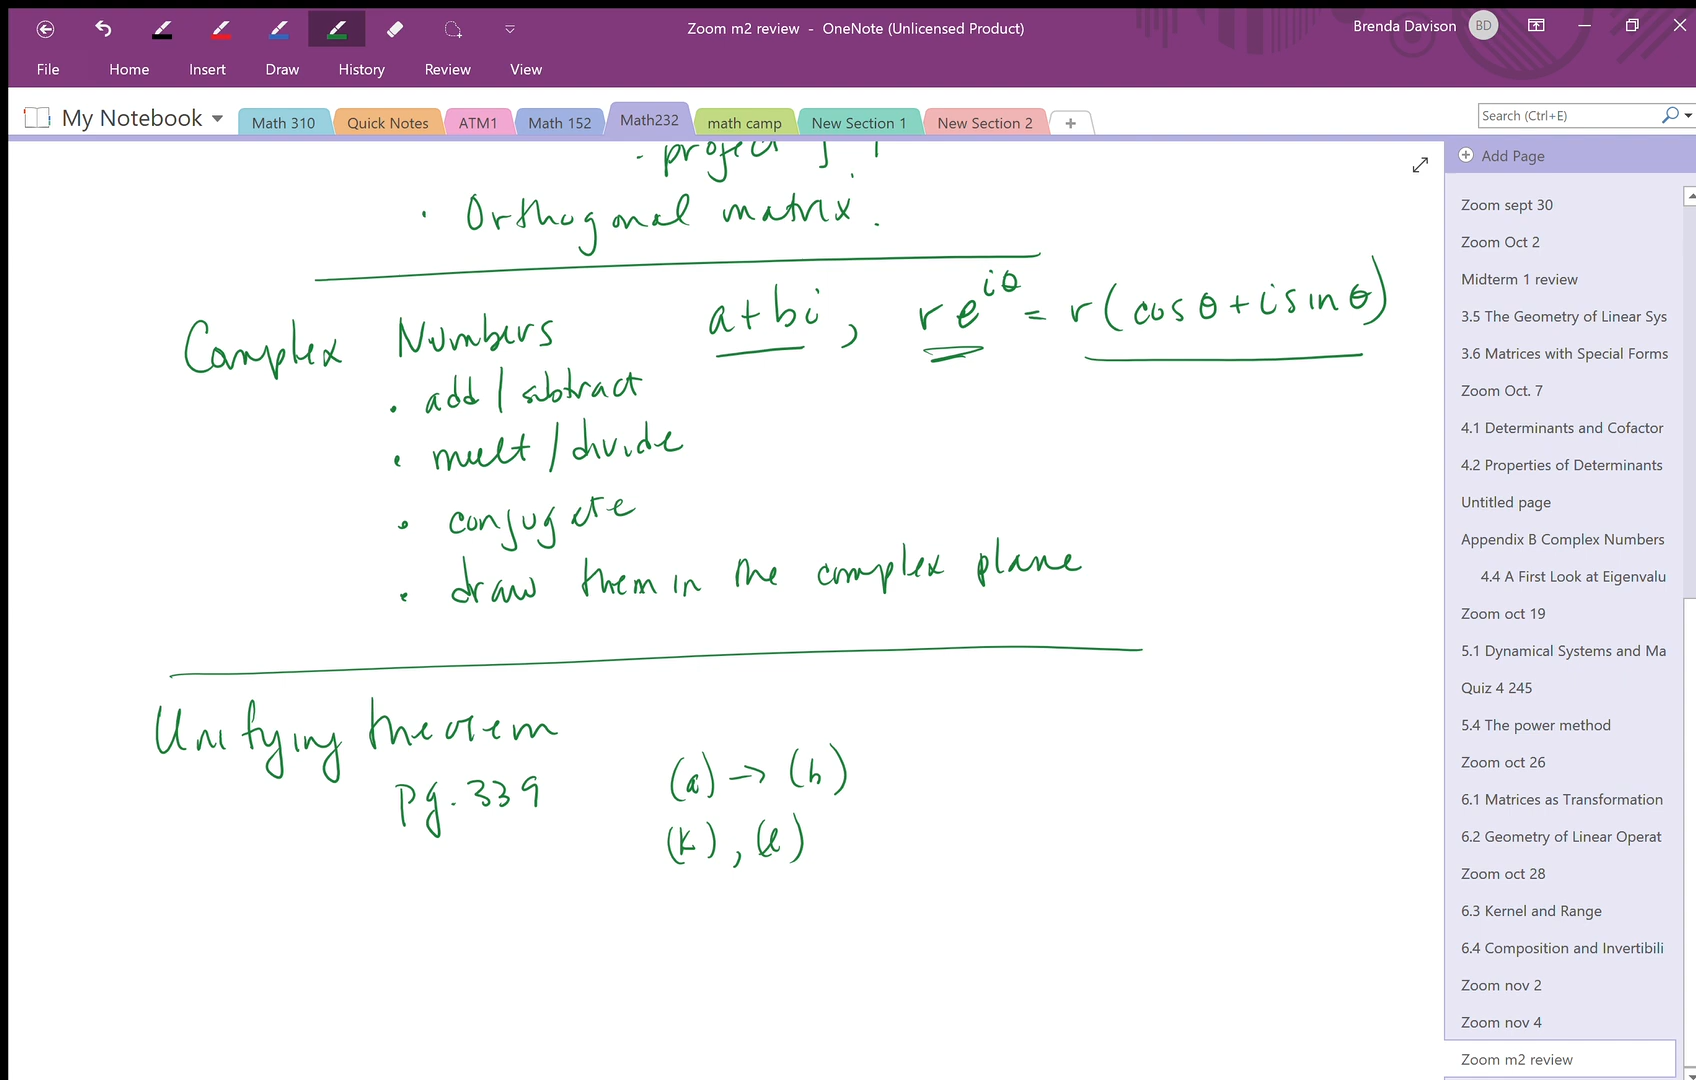 Zoom m2 review - OneNote (Unlicensed Product)
Brenda Davison BD
File Home Insert Draw History Review View
My Notebook Math 310 Quick Notes ATM1 Math 152 Math232 math camp New Section 1 New Section 2 +
Search (Ctrl+E)
Add Page
Zoom sept 30
Zoom Oct 2
Midterm 1 review
3.5 The Geometry of Linear Sys
3.6 Matrices with Special Forms
Zoom Oct. 7
4.1 Determinants and Cofactor
4.2 Properties of Determinants
Untitled page
Appendix B Complex Numbers
4.4 A First Look at Eigenvalu
Zoom oct 19
5.1 Dynamical Systems and Ma
Quiz 4 245
5.4 The power method
Zoom oct 26
6.1 Matrices as Transformation
6.2 Geometry of Linear Operat
Zoom oct 28
6.3 Kernel and Range
6.4 Composition and Invertibili
Zoom nov 2
Zoom nov 4
Zoom m2 review
· project
· Orthogonal matrix.
Complex Numbers a+bi, re^{iθ} = r(cosθ+isinθ)
· add / subtract
· mult / divide
· conjugate
· draw them in the complex plane
Unifying theorem
pg. 339 (a) → (h)
(k), (l)